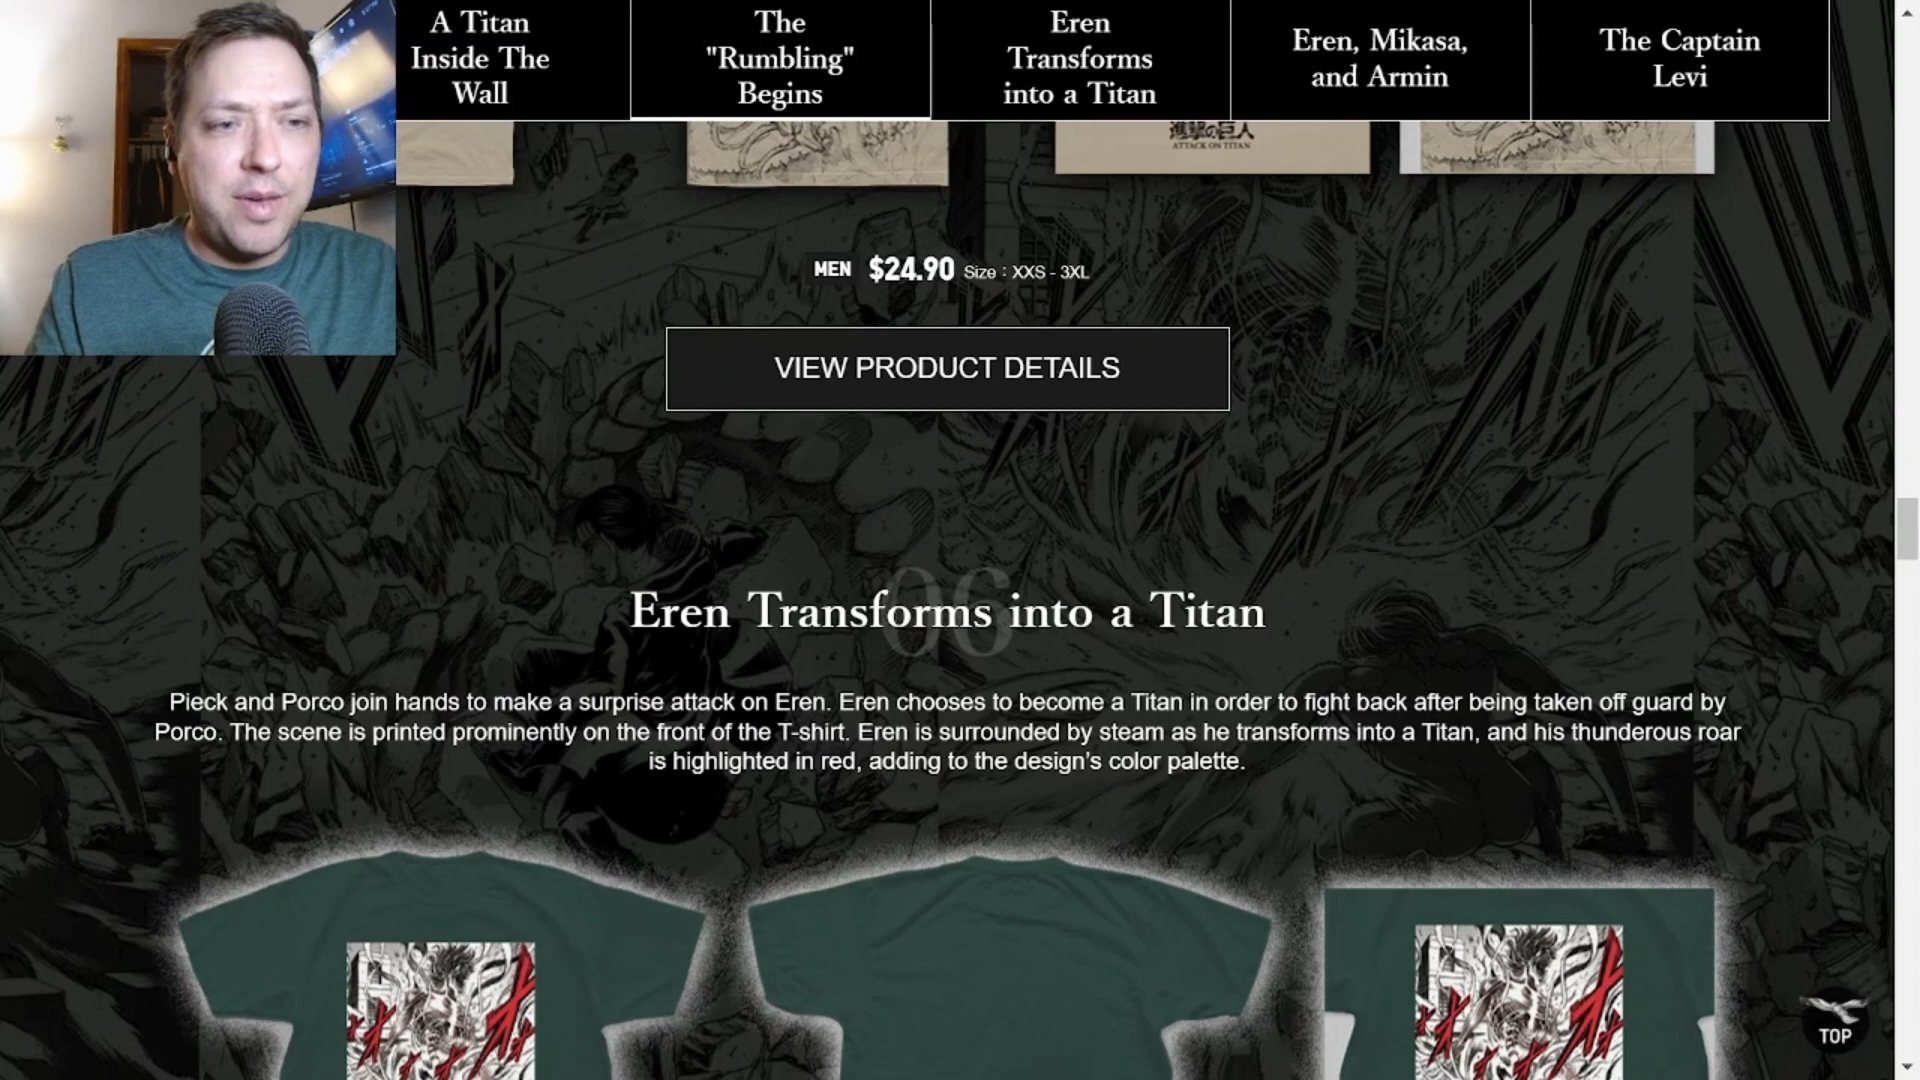 A Titan
Inside The
Wall
The
"Rumbling"
Begins
Eren
Transforms
into a Titan
Eren, Mikasa,
and Armin
The Captain
Levi
進撃の巨人
ATTACK ON TITAN
MEN $24.90 Size : XXS - 3XL
VIEW PRODUCT DETAILS
06
Eren Transforms into a Titan
Pieck and Porco join hands to make a surprise attack on Eren. Eren chooses to become a Titan in order to fight back after being taken off guard by
Porco. The scene is printed prominently on the front of the T-shirt. Eren is surrounded by steam as he transforms into a Titan, and his thunderous roar
is highlighted in red, adding to the design's color palette.
TOP